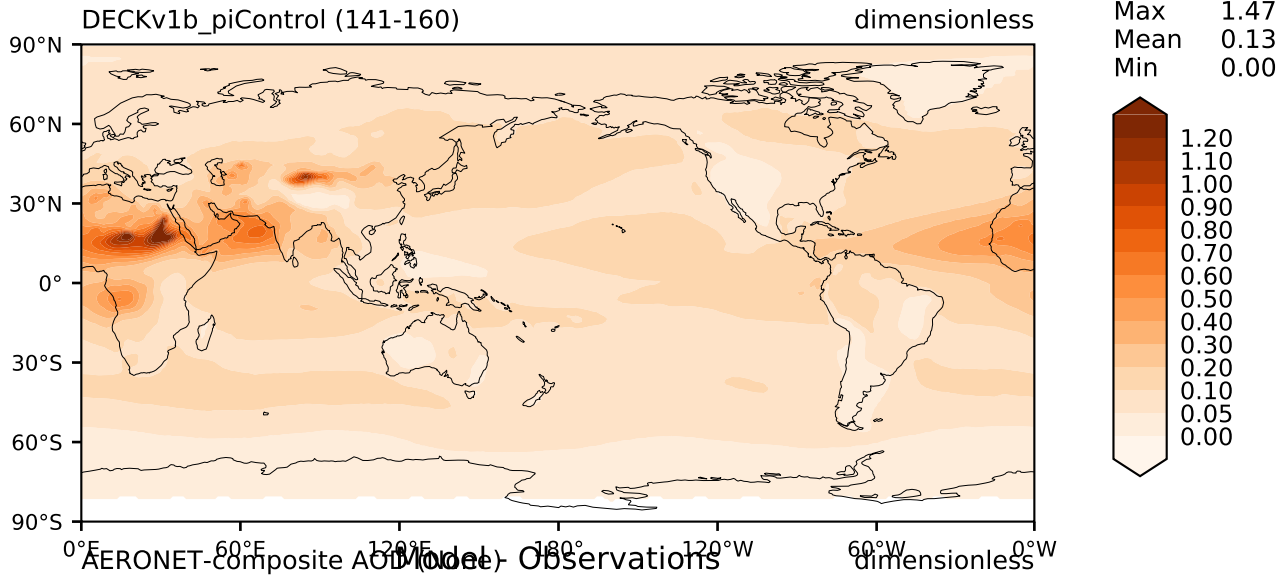 DECKv1b_piControl (141-160)
dimensionless
Max 1.47
Mean 0.13
Min 0.00
90°N
60°N
30°N
0°
30°S
60°S
90°S
1.20
1.10
1.00
0.90
0.80
0.70
0.60
0.50
0.40
0.30
0.20
0.10
0.05
0.00
0°E 60°E 120°E 180° 120°W 60°W 0°W
AERONET-composite AOD (None)
Model - Observations
dimensionless